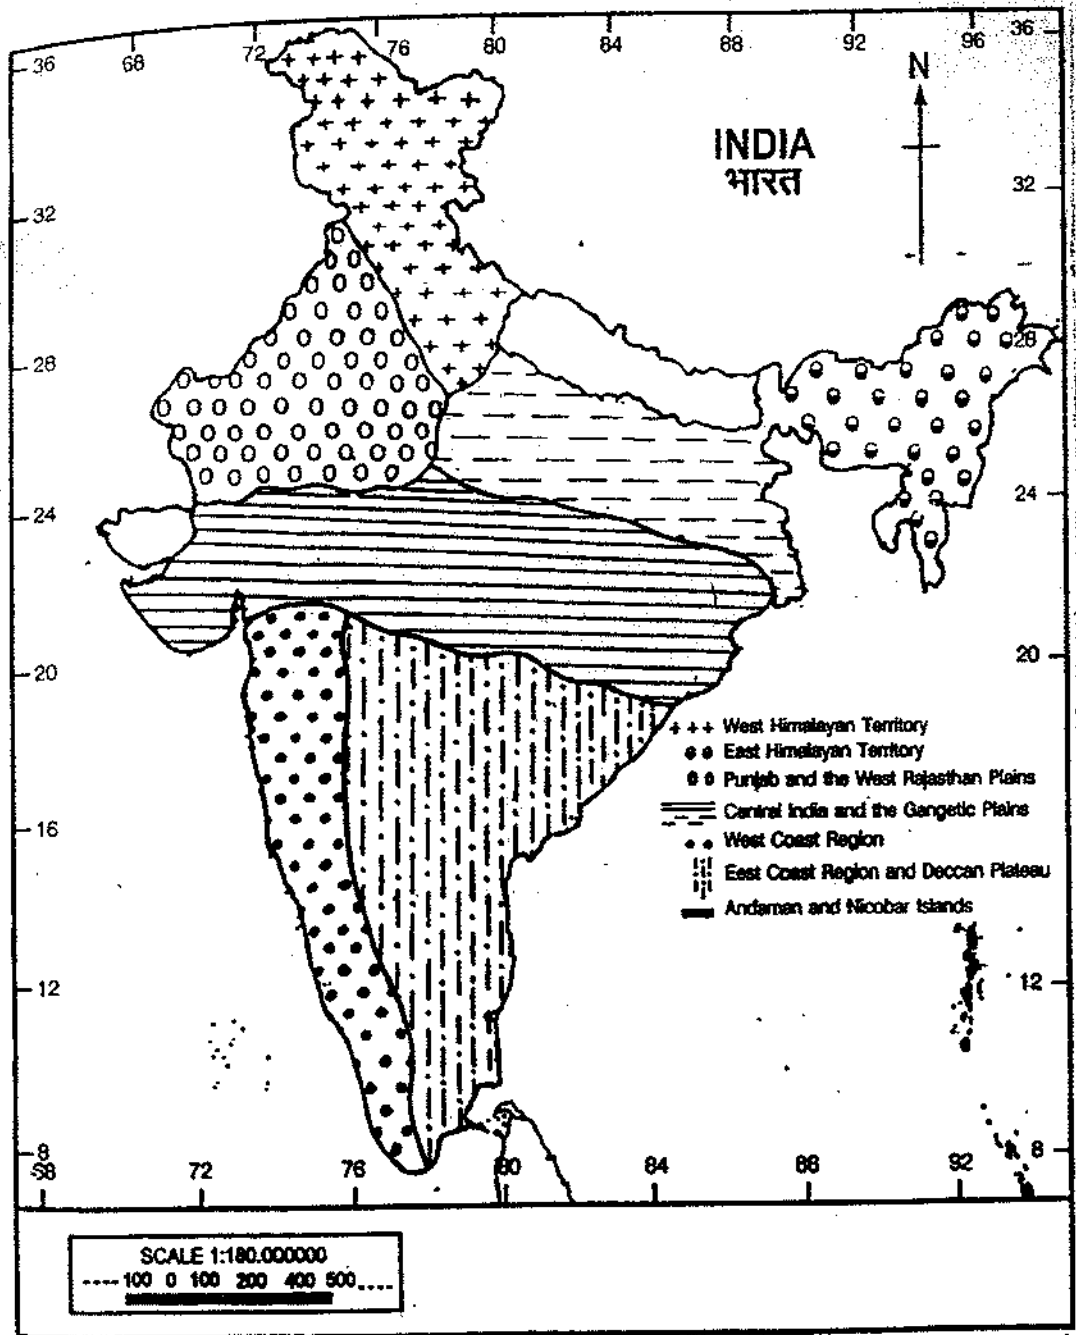 72 76 80 84 88 92 96 36
36 68
N
INDIA
भारत
32 32
28 28
24 24
20 20
+ + + West Himalayan Territory
East Himalayan Territory
Punjab and the West Rajasthan Plains
Central India and the Gangetic Plains
West Coast Region
16
East Coast Region and Deccan Plateau
Andaman and Nicobar Islands
12 12
8 8
68 72 76 80 84 88 92
SCALE 1:180.000000
100 0 100 200 400 500